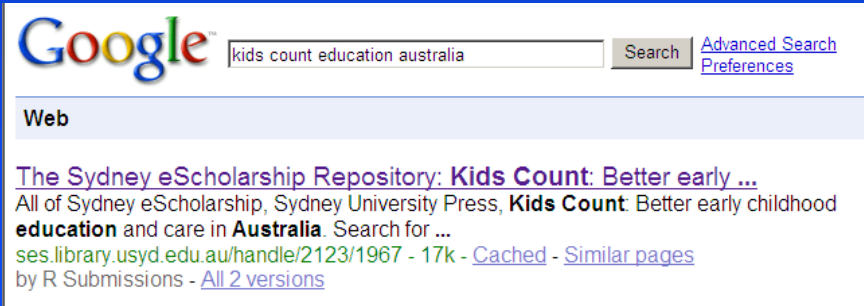 Google™
kids count education australia Search Advanced Search
Preferences
Web
The Sydney eScholarship Repository: Kids Count: Better early ...
All of Sydney eScholarship, Sydney University Press, Kids Count: Better early childhood
education and care in Australia. Search for ...
ses.library.usyd.edu.au/handle/2123/1967 - 17k - Cached - Similar pages
by R Submissions - All 2 versions